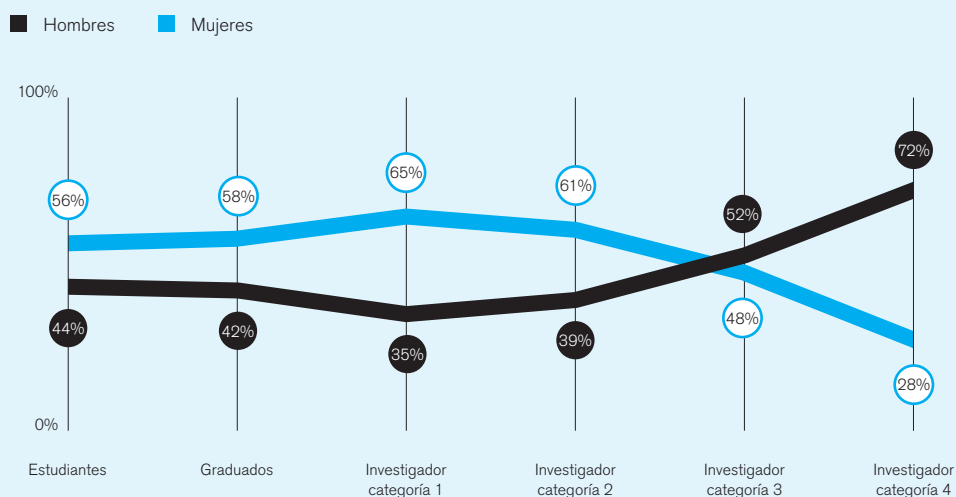 Hombres Mujeres
100%
56% 58% 65% 61% 52% 72%
44% 42% 35% 39% 48% 28%
0%
Estudiantes Graduados Investigador Investigador Investigador Investigador
categoría 1 categoría 2 categoría 3 categoría 4